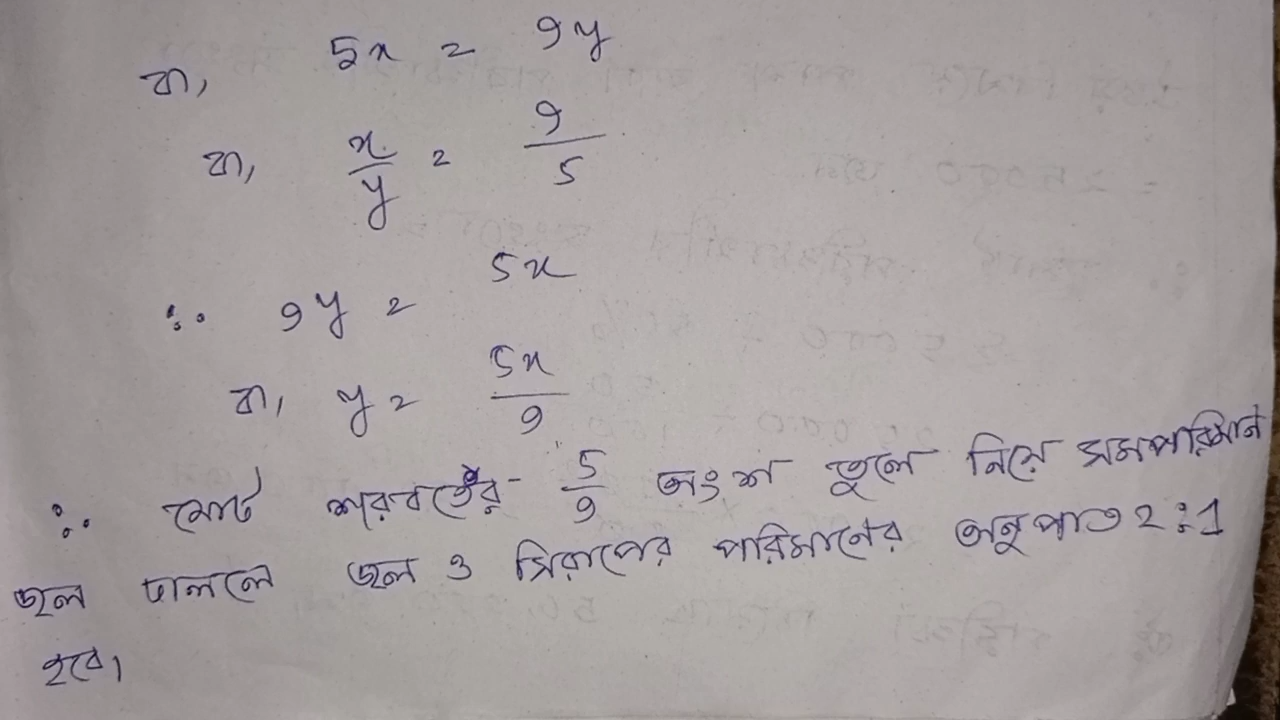 বা, 5x = 9y
বা, x/y = 9/5
∴ 9y = 5x
বা, y = 5x/9
∴ মোট শরবতের 5/9 অংশ তুলে নিয়ে সমপরিমান
জল ঢাললে জল ও সিরাপের পরিমানের অনুপাত 2:1
হবে।